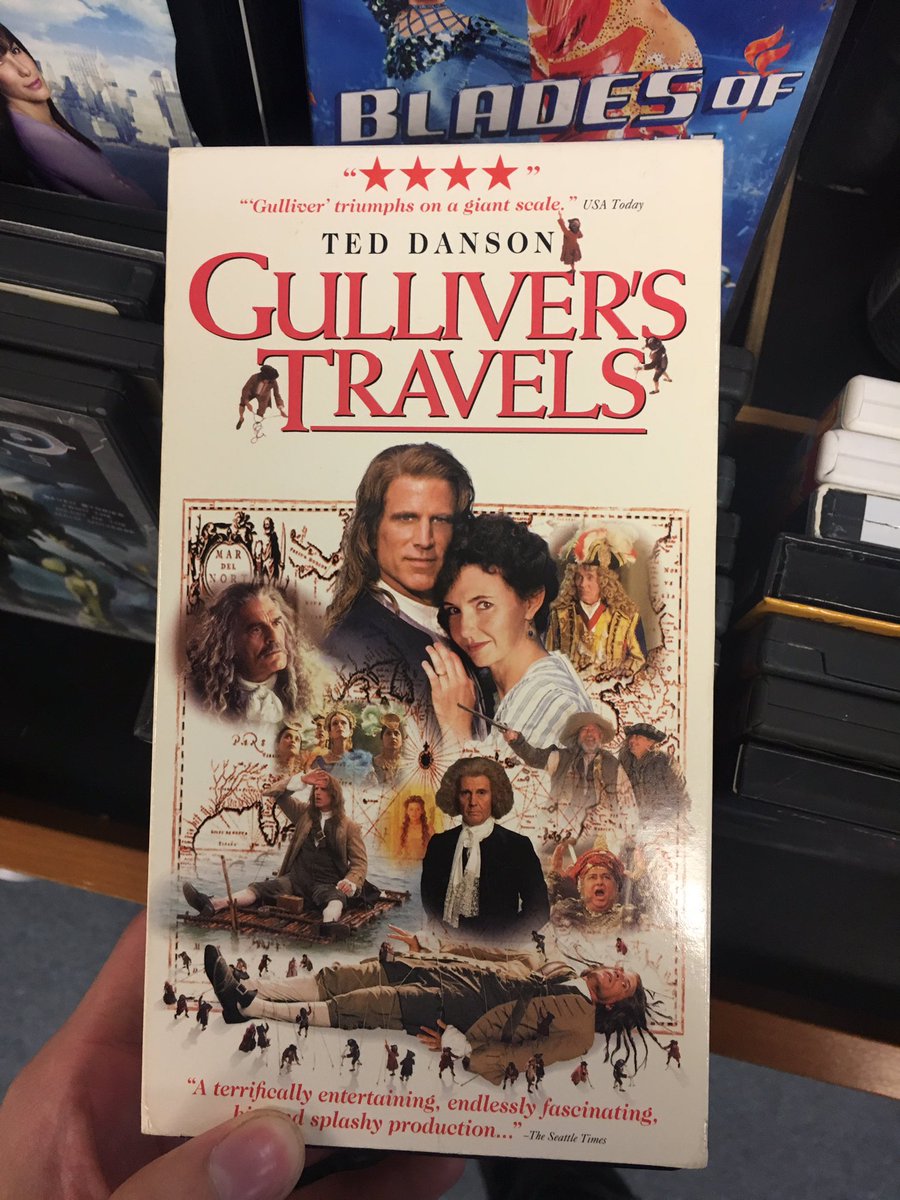 BLADES OF
"★★★★"
"'Gulliver' triumphs on a giant scale." USA Today
TED DANSON
GULLIVER'S
TRAVELS
MAR
DEL
NORT
"A terrifically entertaining, endlessly fascinating,
and splashy production..." –The Seattle Times